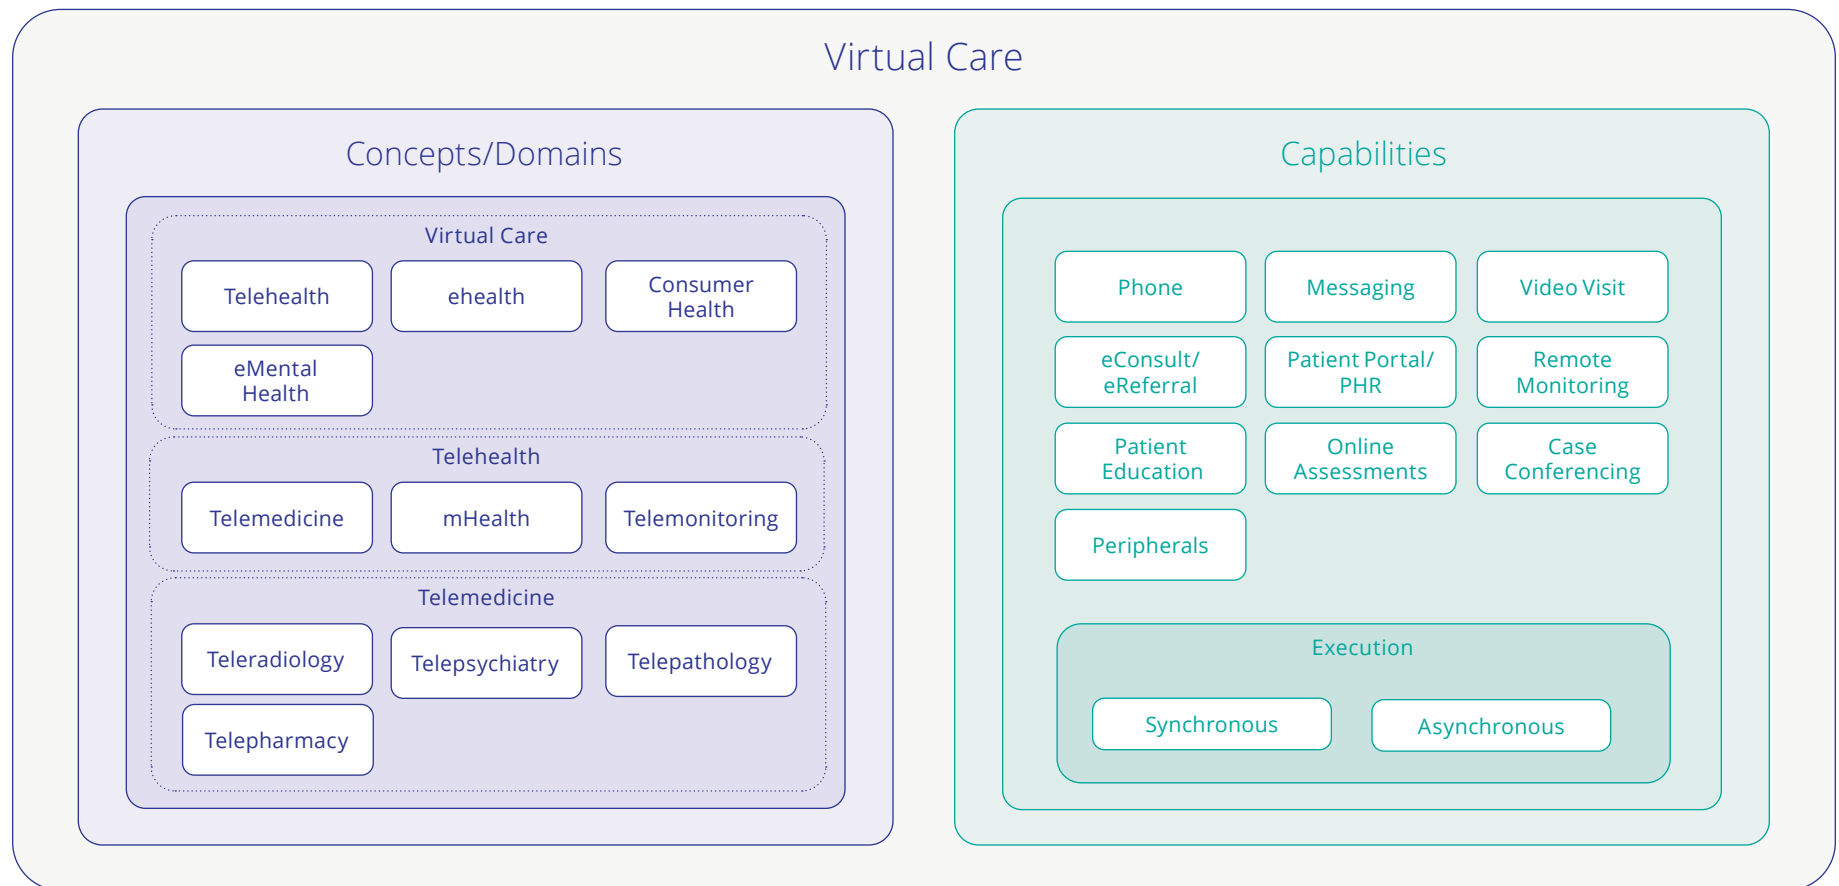 Virtual Care
Concepts/Domains
Virtual Care
Telehealth
ehealth
Consumer
Health
eMental
Health
Telehealth
Telemedicine
mHealth
Telemonitoring
Telemedicine
Teleradiology
Telepsychiatry
Telepathology
Telepharmacy
Capabilities
Phone
Messaging
Video Visit
eConsult/
eReferral
Patient Portal/
PHR
Remote
Monitoring
Patient
Education
Online
Assessments
Case
Conferencing
Peripherals
Execution
Synchronous
Asynchronous